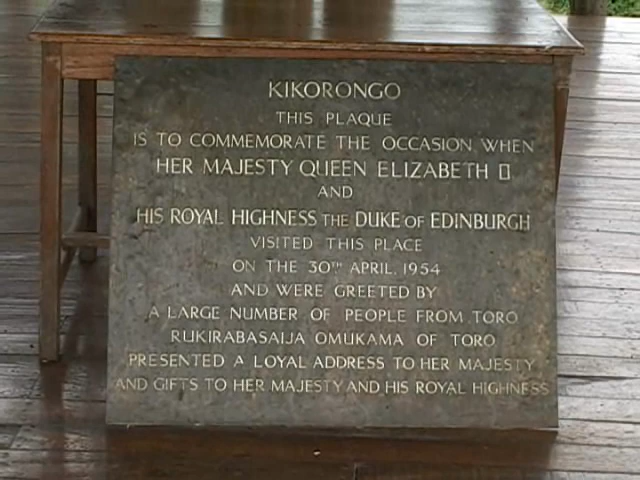 KIKORONGO
THIS PLAQUE
IS TO COMMEMORATE THE OCCASION WHEN
HER MAJESTY QUEEN ELIZABETH II
AND
HIS ROYAL HIGHNESS THE DUKE OF EDINBURGH
VISITED THIS PLACE
ON THE 30TH APRIL, 1954
AND WERE GREETED BY
A LARGE NUMBER OF PEOPLE FROM TORO
RUKIRABASAIJA OMUKAMA OF TORO
PRESENTED A LOYAL ADDRESS TO HER MAJESTY
AND GIFTS TO HER MAJESTY AND HIS ROYAL HIGHNESS